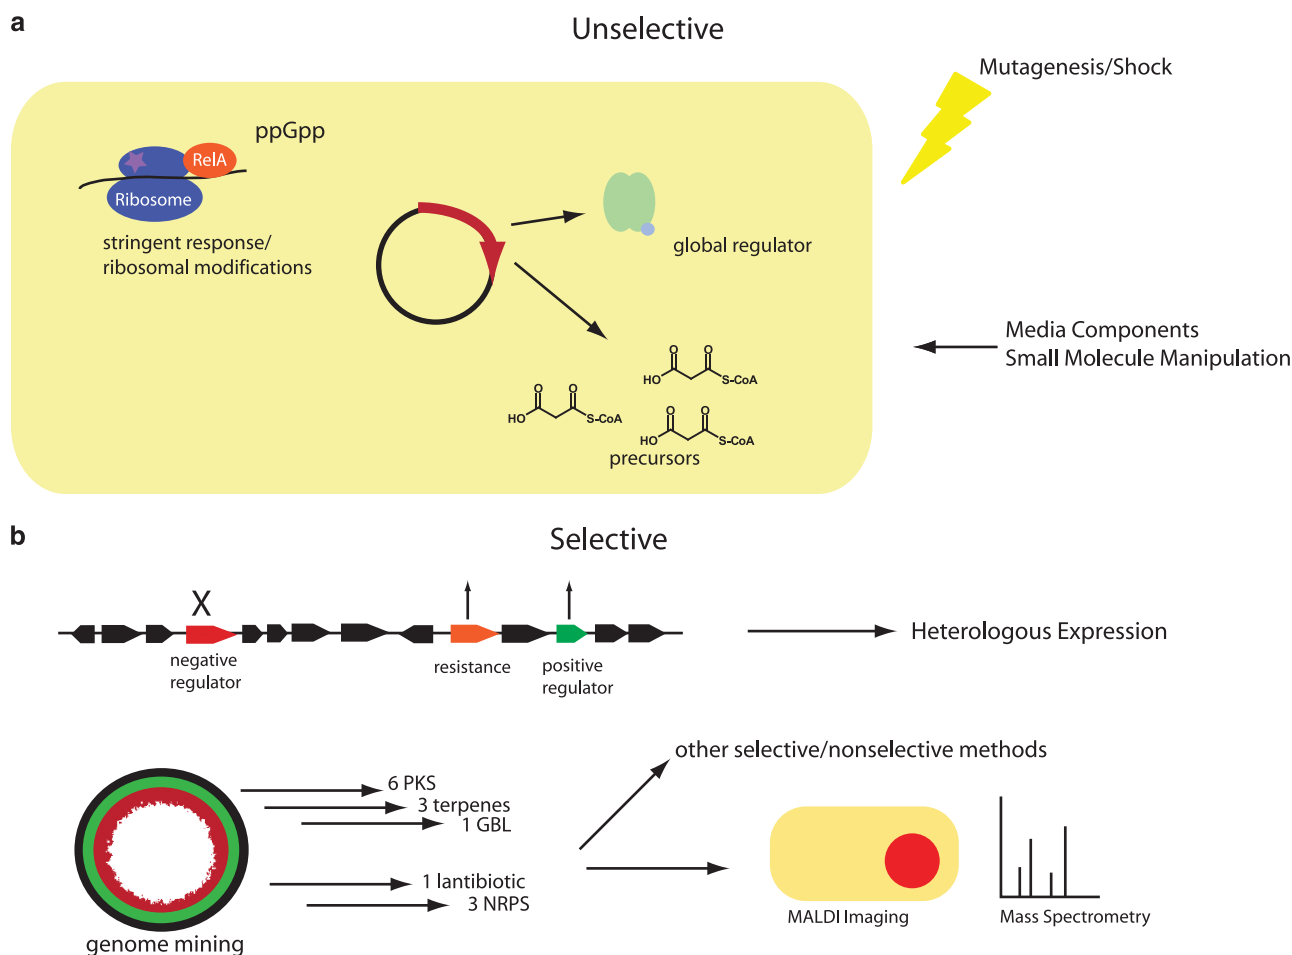 a
Unselective
Mutagenesis/Shock
ppGpp
RelA
Ribosome
stringent response/
ribosomal modifications
global regulator
Media Components
Small Molecule Manipulation
O
O
HO
S-CoA
O
O
HO
S-CoA
O
O
HO
S-CoA
precursors
b
Selective
X
negative
regulator
resistance
positive
regulator
Heterologous Expression
other selective/nonselective methods
6 PKS
3 terpenes
1 GBL
1 lantibiotic
3 NRPS
genome mining
MALDI Imaging
Mass Spectrometry